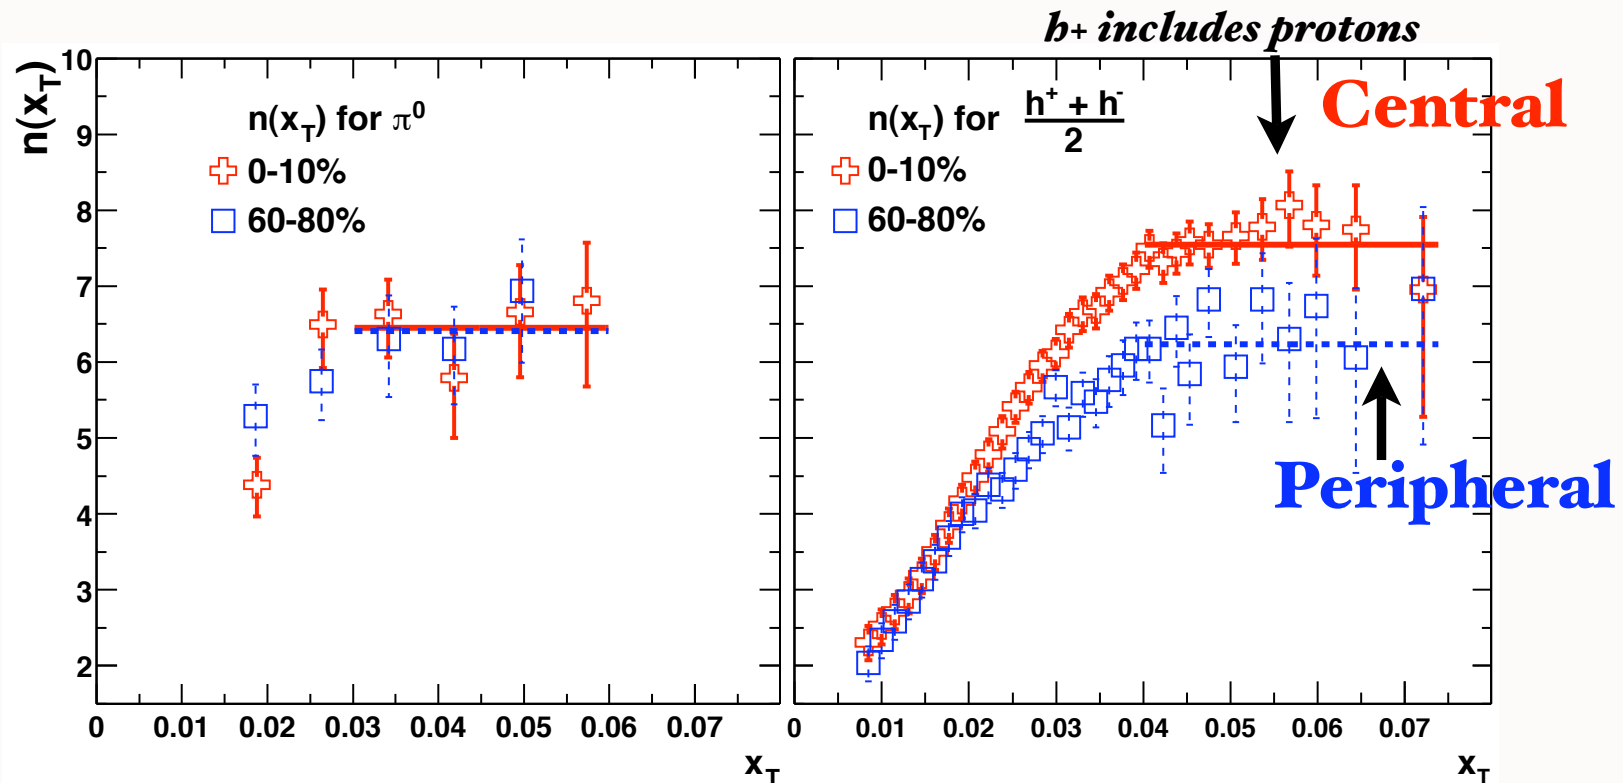 h+ includes protons
n(x_T)
10
9
8
7
6
5
4
3
2
n(x_T) for π⁰
0-10%
60-80%
0 0.01 0.02 0.03 0.04 0.05 0.06 0.07
x_T
n(x_T) for h⁺ + h⁻
2
0-10%
60-80%
Central
Peripheral
0 0.01 0.02 0.03 0.04 0.05 0.06 0.07
x_T